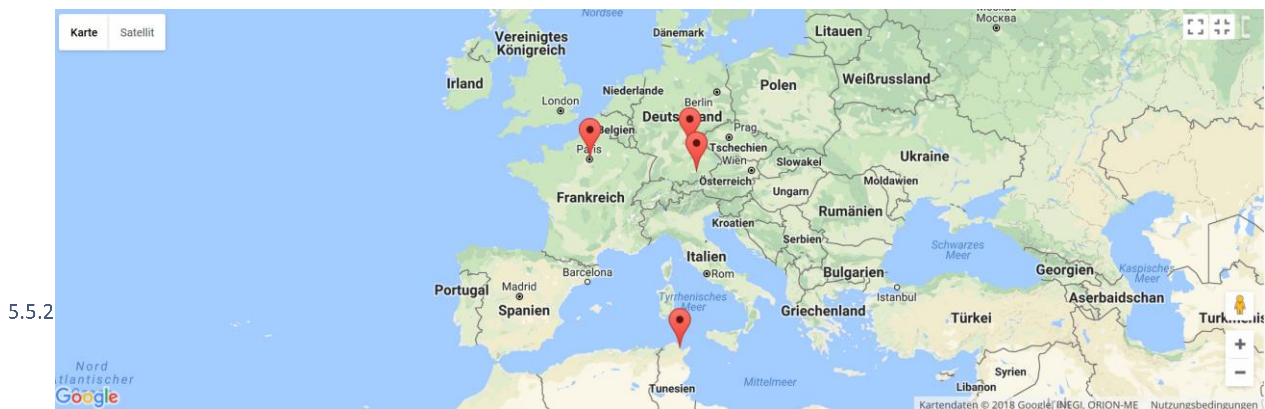 Nordsee
Москва
Karte Satellit
Vereinigtes
Königreich
Dänemark
Litauen
Irland
Niederlande
Polen
Weißrussland
London
Berlin
Deutschland
Belgien
Prag
Paris
Tschechien
Wien
Slowakei
Ukraine
Österreich
Moldawien
Ungarn
Frankreich
Rumänien
Kroatien
Serbien
Schwarzes
Meer
Italien
Georgien
Kaspisches
Meer
Barcelona
Rom
Bulgarien
Portugal
Madrid
Istanbul
Aserbaidschan
Tyrrhenisches
Meer
5.5.2
Spanien
Griechenland
Türkei
Nord
Syrien
Mittelmeer
Tunesien
Libanon
Google
Kartendaten © 2018 Google, INEGI, ORION-ME Nutzungsbedingungen